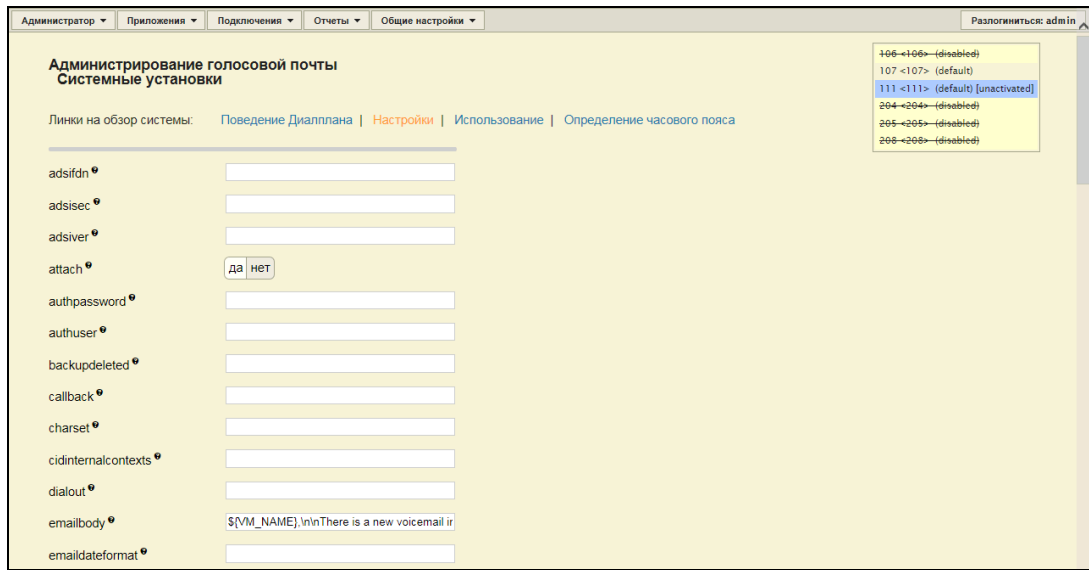 Администратор Приложения Подключения Отчеты Общие настройки Разлогиниться: admin
Администрирование голосовой почты
Системные установки
Линки на обзор системы: Поведение Диалплана | Настройки | Использование | Определение часового пояса
106 <106> (disabled)
107 <107> (default)
111 <111> (default) [unactivated]
204 <204> (disabled)
205 <205> (disabled)
208 <208> (disabled)
adsifdn
adsisec
adsiver
attach да нет
authpassword
authuser
backupdeleted
callback
charset
cidinternalcontexts
dialout
emailbody ${VM_NAME},\n\nThere is a new voicemail in
emaildateformat